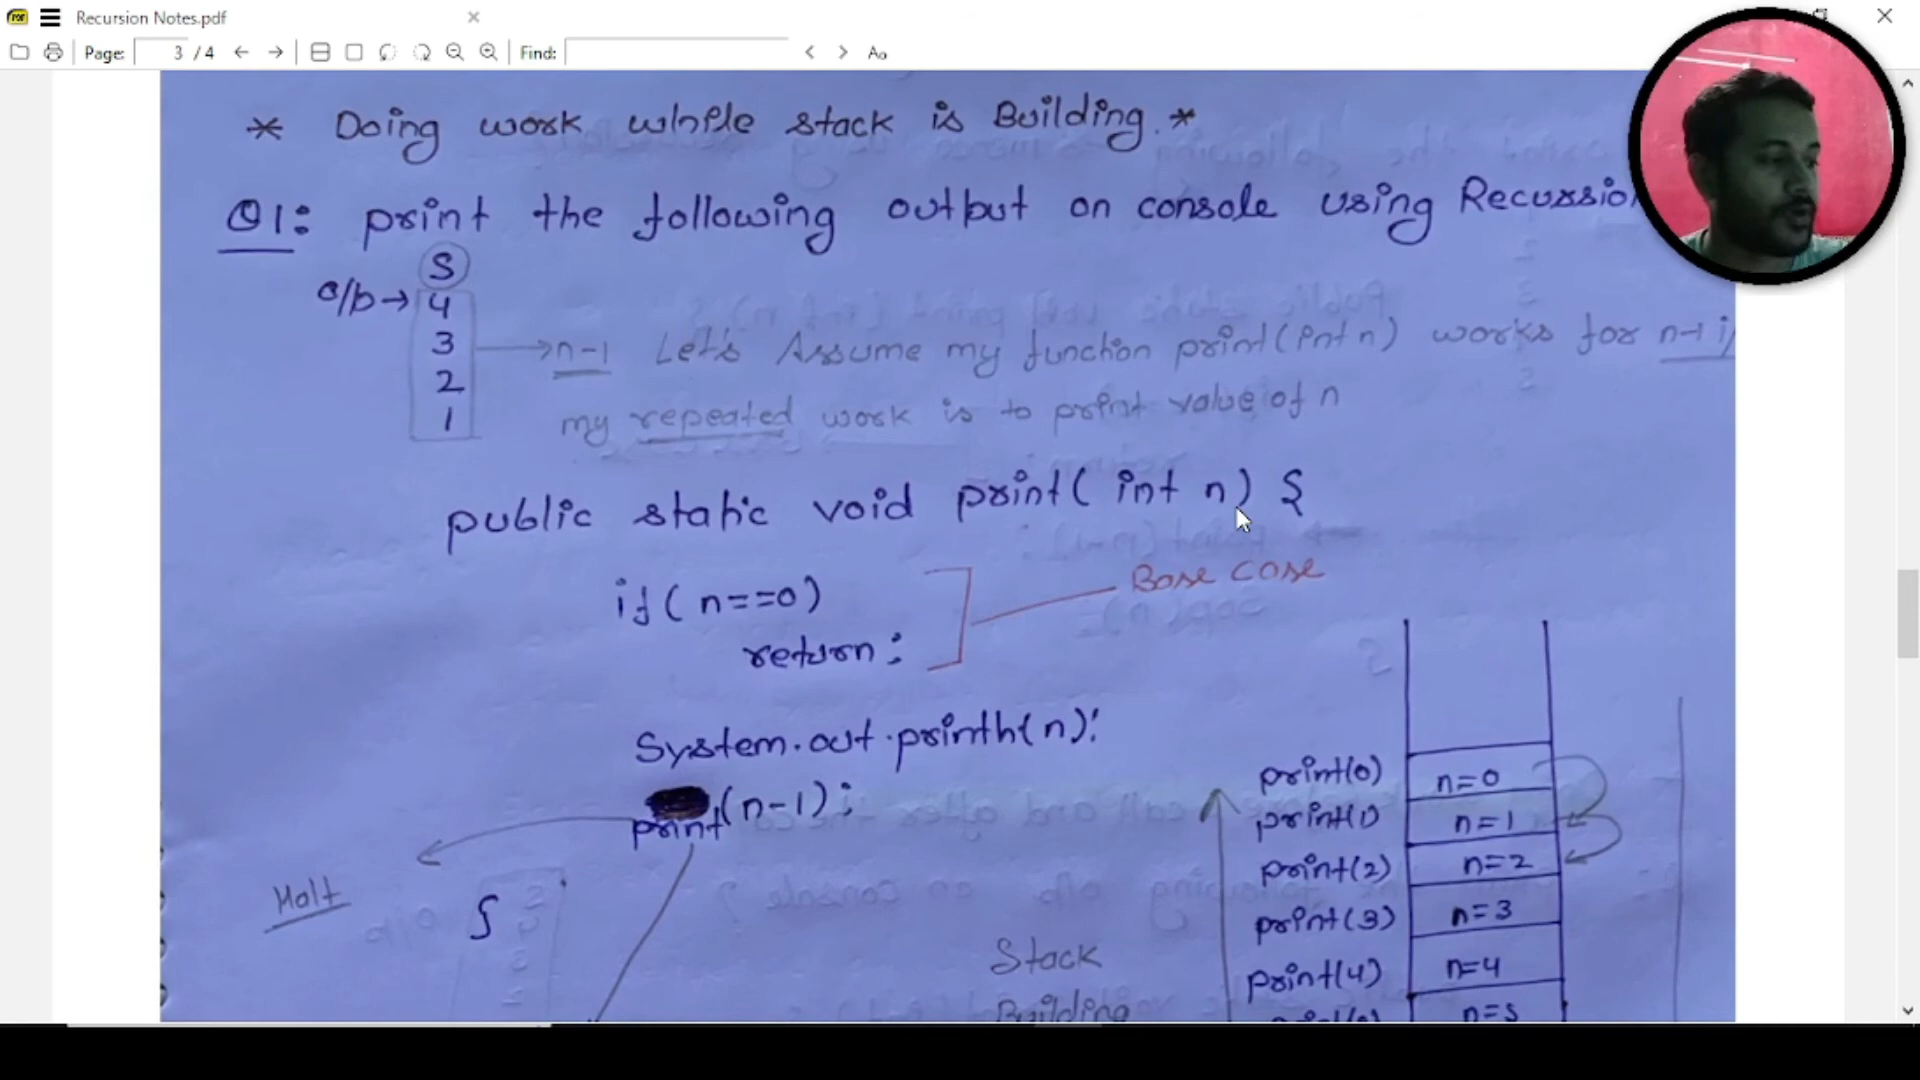 Recursion Notes.pdf
Page: 3 / 4 Find: Aa
* Doing work while stack is Building. *
Q1: print the following output on console using Recursion
5
o/p → 4
3
2
1
n-1 Let's Assume my function print(int n) works for n-1 i/
my repeated work is to print value of n
public static void print( int n) {
if( n==0)
return;
Base case
System.out.println(n);
print(n-1);
Halt
}
Stack
Building
print(0) n=0
print(1) n=1
print(2) n=2
print(3) n=3
print(4) n=4
n=5